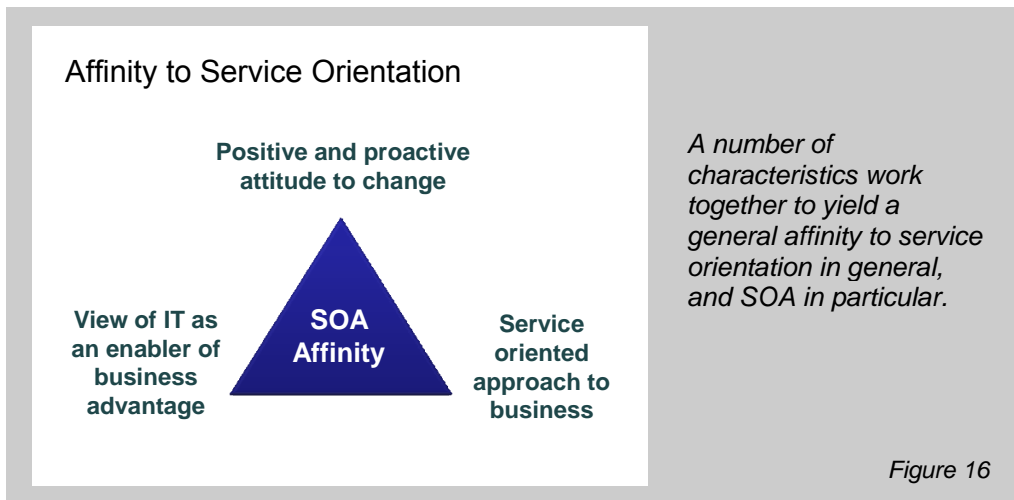 Affinity to Service Orientation
Positive and proactive
attitude to change
View of IT as
an enabler of
business
advantage
SOA
Affinity
Service
oriented
approach to
business
A number of
characteristics work
together to yield a
general affinity to service
orientation in general,
and SOA in particular.
Figure 16